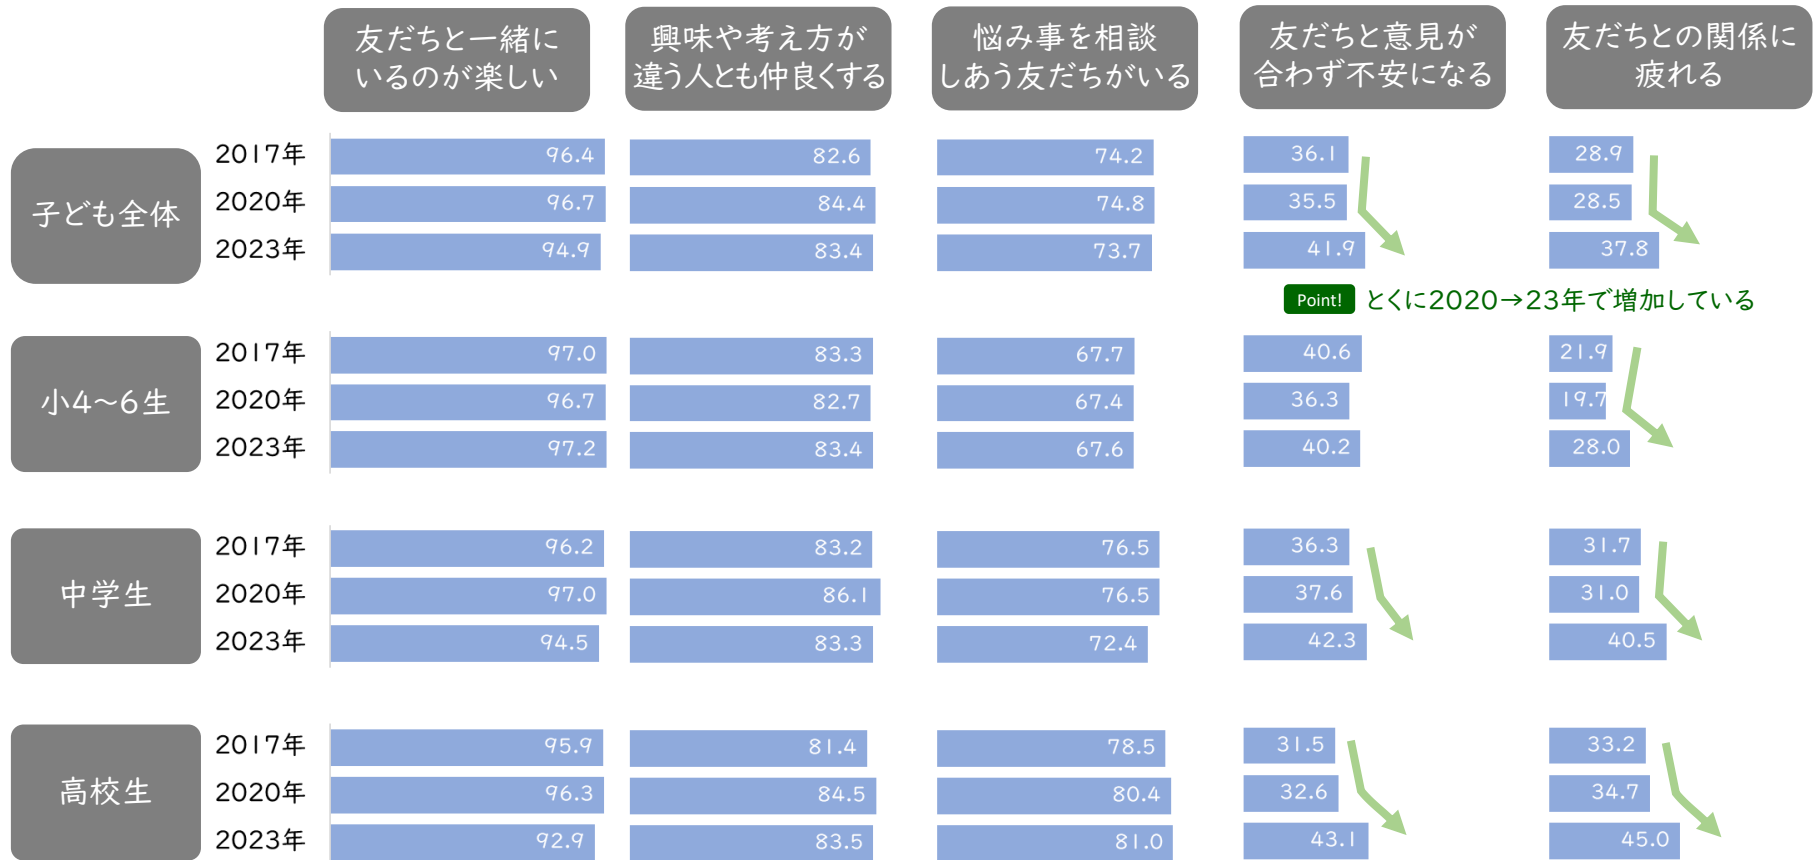 友だちと一緒に
いるのが楽しい
興味や考え方が
違う人とも仲良くする
悩み事を相談
しあう友だちがいる
友だちと意見が
合わず不安になる
友だちとの関係に
疲れる
子ども全体
2017年 96.4 82.6 74.2 36.1 28.9
2020年 96.7 84.4 74.8 35.5 28.5
2023年 94.9 83.4 73.7 41.9 37.8
Point! とくに2020→23年で増加している
小4~6生
2017年 97.0 83.3 67.7 40.6 21.9
2020年 96.7 82.7 67.4 36.3 19.7
2023年 97.2 83.4 67.6 40.2 28.0
中学生
2017年 96.2 83.2 76.5 36.3 31.7
2020年 97.0 86.1 76.5 37.6 31.0
2023年 94.5 83.3 72.4 42.3 40.5
高校生
2017年 95.9 81.4 78.5 31.5 33.2
2020年 96.3 84.5 80.4 32.6 34.7
2023年 92.9 83.5 81.0 43.1 45.0